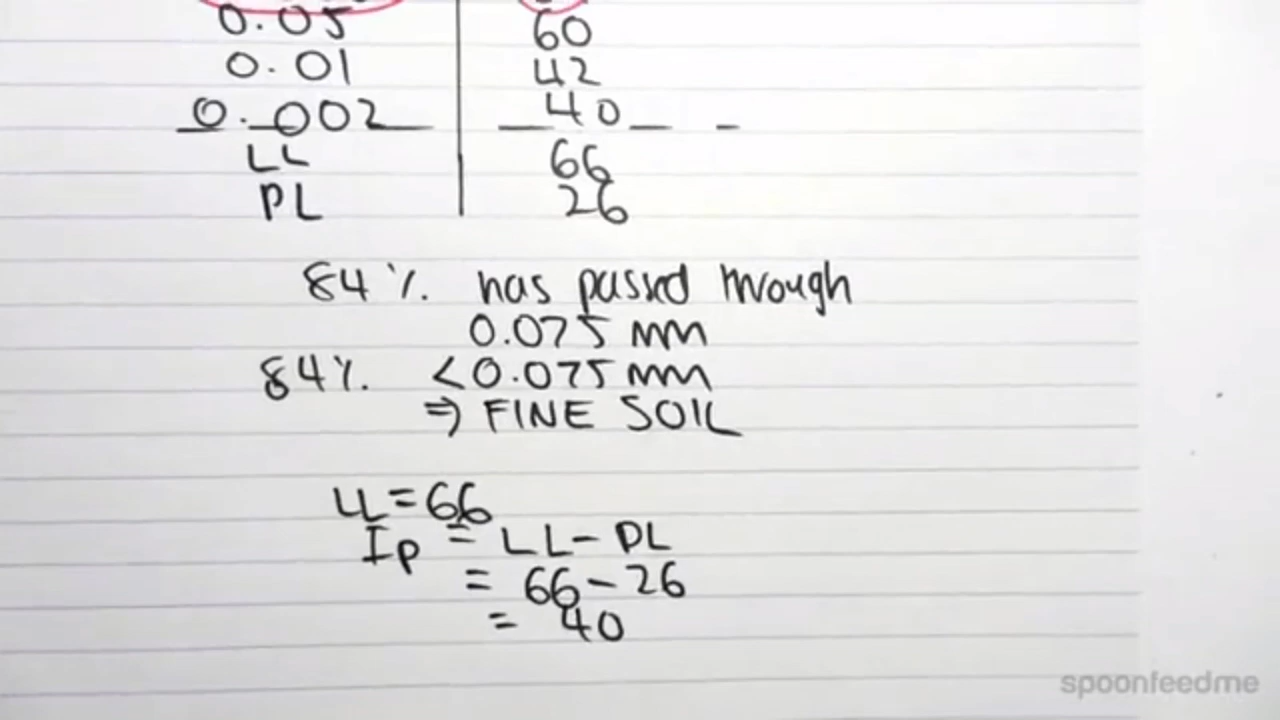 0.05 60
0.01 42
0.002 40
LL 66
PL 26
84% has passed through
0.075 mm
84% <0.075 mm
⇒ FINE SOIL
LL = 66
Ip = LL - PL
= 66 - 26
= 40
spoonfeedme